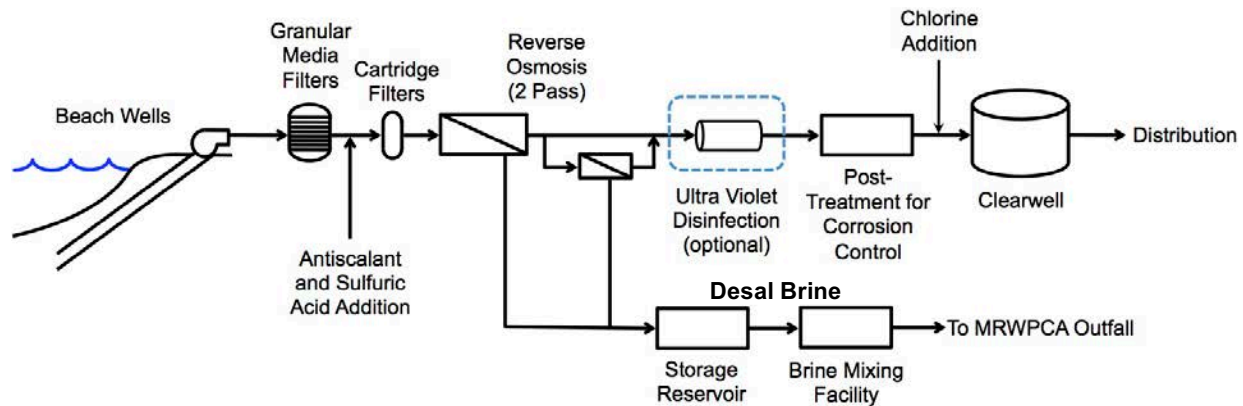 Beach Wells
Granular
Media
Filters
Antiscalant
and Sulfuric
Acid Addition
Cartridge
Filters
Reverse
Osmosis
(2 Pass)
Ultra Violet
Disinfection
(optional)
Post-
Treatment for
Corrosion
Control
Chlorine
Addition
Clearwell
Distribution
Desal Brine
Storage
Reservoir
Brine Mixing
Facility
To MRWPCA Outfall